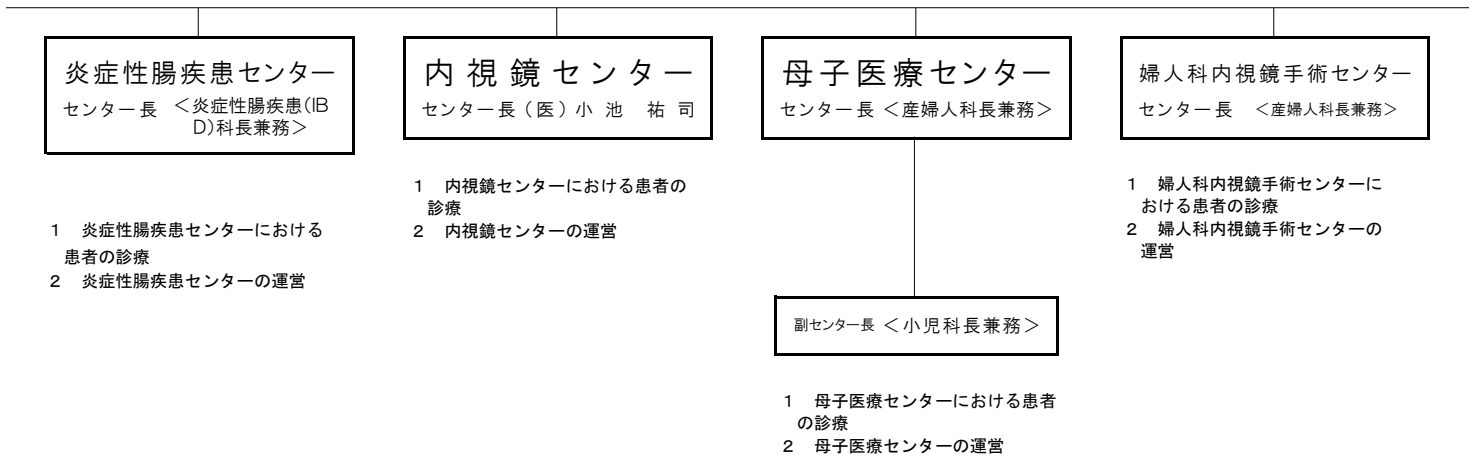 炎症性腸疾患センター
センター長 <炎症性腸疾患(IB
D)科長兼務>
1 炎症性腸疾患センターにおける
患者の診療
2 炎症性腸疾患センターの運営
内視鏡センター
センター長(医)小池 祐司
1 内視鏡センターにおける患者の
診療
2 内視鏡センターの運営
母子医療センター
センター長<産婦人科長兼務>
副センター長<小児科長兼務>
1 母子医療センターにおける患者
の診療
2 母子医療センターの運営
婦人科内視鏡手術センター
センター長 <産婦人科長兼務>
1 婦人科内視鏡手術センターに
おける患者の診療
2 婦人科内視鏡手術センターの
運営